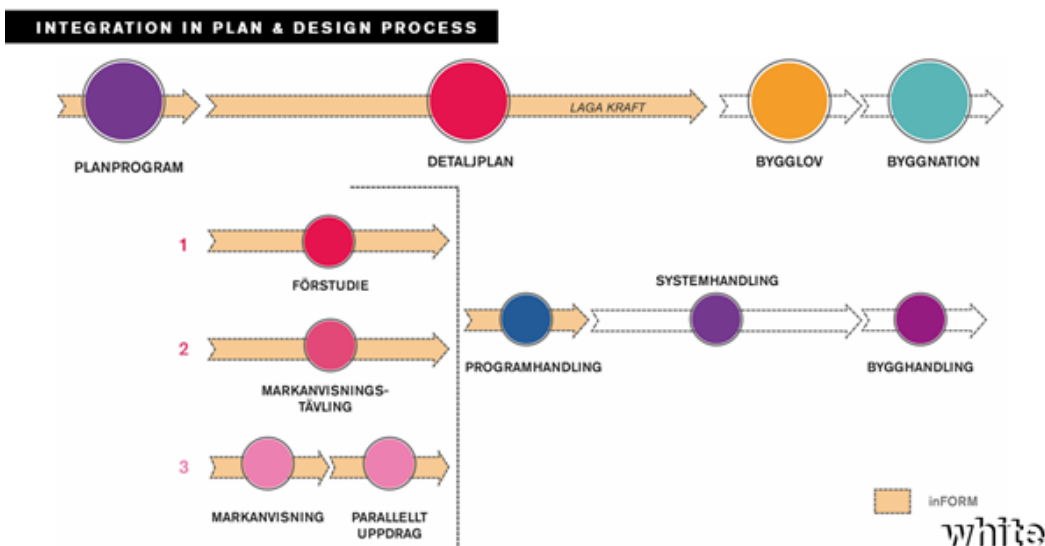 INTEGRATION IN PLAN & DESIGN PROCESS
LAGA KRAFT
PLANPROGRAM
DETALJPLAN
BYGGLOV
BYGGNATION
1
FÖRSTUDIE
SYSTEMHANDLING
2
PROGRAMHANDLING
BYGGHANDLING
MARKANVISNINGS-
TÄVLING
3
MARKANVISNING
PARALLELLT
UPPDRAG
inFORM
white